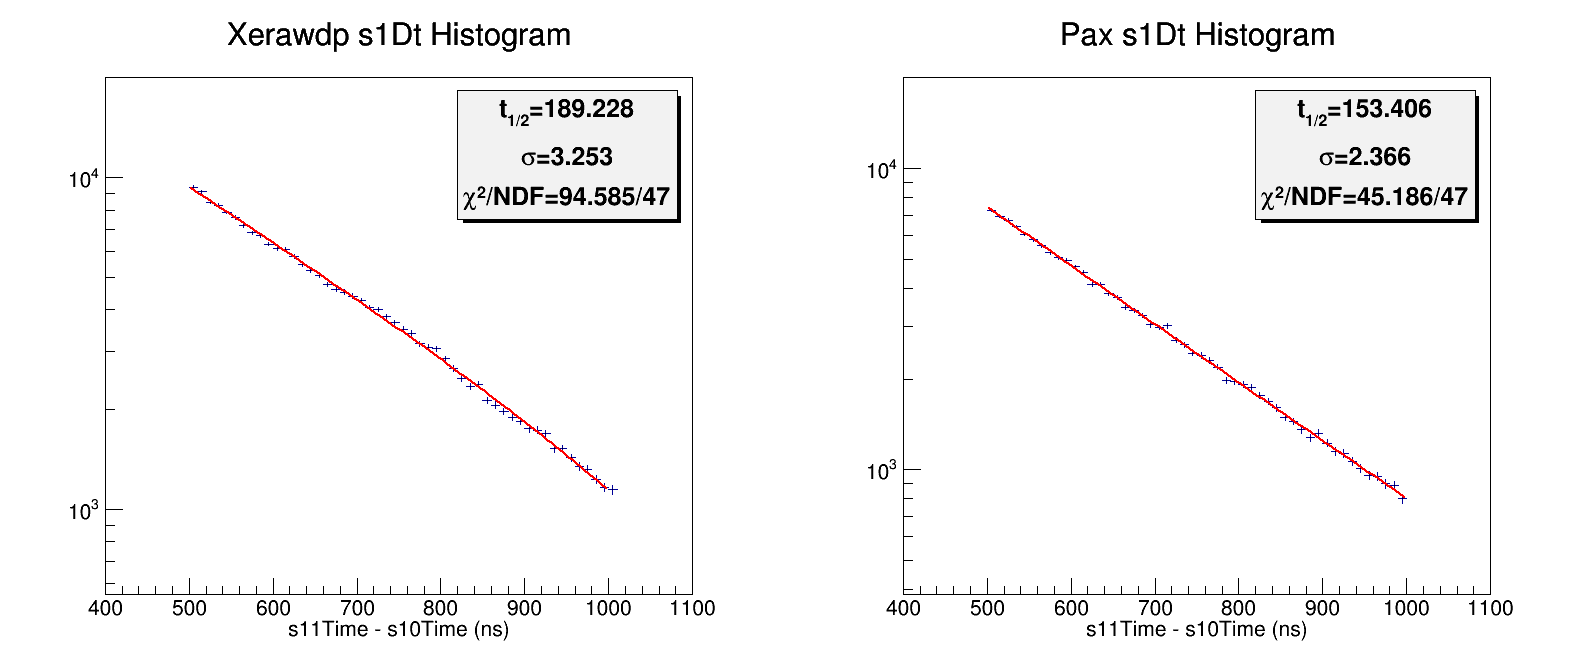 Xerawdp s1Dt Histogram
t1/2=189.228
σ=3.253
χ²/NDF=94.585/47
10⁴
10³
400 500 600 700 800 900 1000 1100
s11Time - s10Time (ns)
Pax s1Dt Histogram
t1/2=153.406
σ=2.366
χ²/NDF=45.186/47
10⁴
10³
400 500 600 700 800 900 1000 1100
s11Time - s10Time (ns)